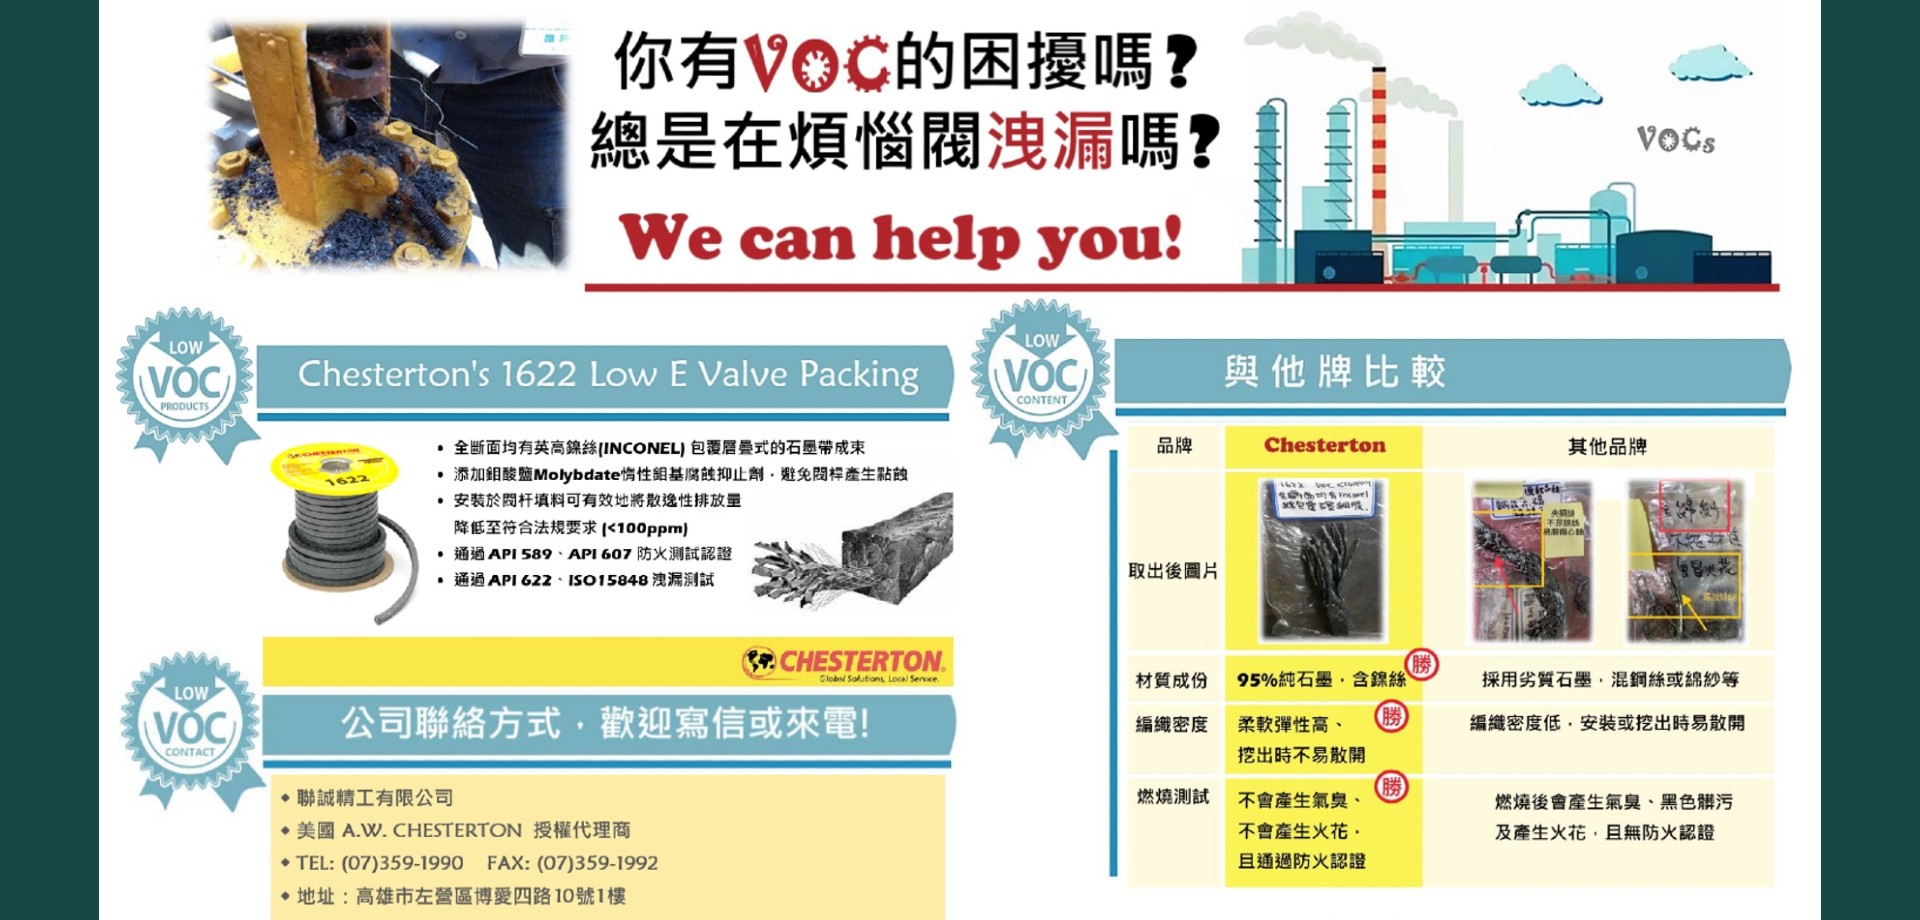 你有VOC的困擾嗎?
總是在煩惱閥洩漏嗎?
We can help you!
VOCs
LOW
VOC
PRODUCTS
Chesterton's 1622 Low E Valve Packing
CHESTERTON
1622
• 全斷面均有英高鎳絲(INCONEL) 包覆層疊式的石墨帶成束
• 添加鉬酸鹽Molybdate惰性鉬基腐蝕抑止劑，避免閥桿產生點蝕
• 安裝於閥杆填料可有效地將散逸性排放量
降低至符合法規要求 (<100ppm)
• 通過 API 589、API 607 防火測試認證
• 通過 API 622、ISO15848 洩漏測試
CHESTERTON
Global Solutions, Local Service.
LOW
VOC
CONTACT
公司聯絡方式，歡迎寫信或來電!
◆ 聯誠精工有限公司
◆ 美國 A.W. CHESTERTON 授權代理商
◆ TEL: (07)359-1990 FAX: (07)359-1992
◆ 地址：高雄市左營區博愛四路10號1樓
LOW
VOC
CONTENT
與他牌比較
品牌 Chesterton 其他品牌
取出後圖片
材質成份 95%純石墨，含鎳絲 勝 採用劣質石墨，混鋼絲或綿紗等
編織密度 柔軟彈性高、 勝 編織密度低，安裝或挖出時易散開
挖出時不易散開
燃燒測試 不會產生氣臭、 勝 燃燒後會產生氣臭、黑色髒污
不會產生火花， 及產生火花，且無防火認證
且通過防火認證